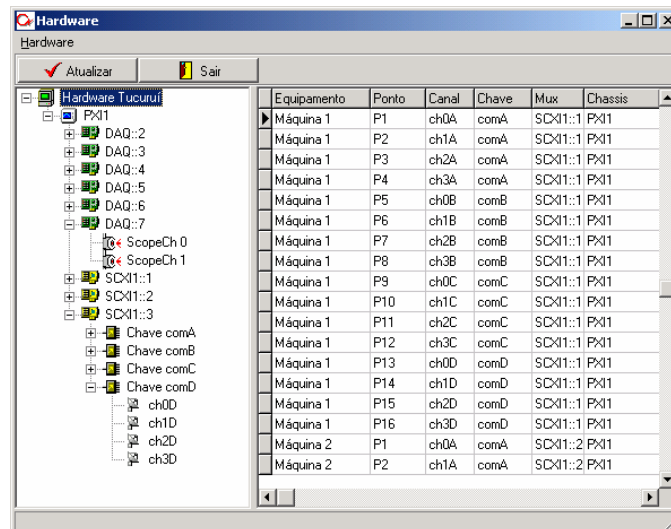 Hardware
Hardware
Atualizar Sair
Hardware Tucuruí
PXI1
DAQ::2
DAQ::3
DAQ::4
DAQ::5
DAQ::6
DAQ::7
ScopeCh 0
ScopeCh 1
SCXI1::1
SCXI1::2
SCXI1::3
Chave comA
Chave comB
Chave comC
Chave comD
ch0D
ch1D
ch2D
ch3D
Equipamento Ponto Canal Chave Mux Chassis
Máquina 1 P1 ch0A comA SCXI1::1 PXI1
Máquina 1 P2 ch1A comA SCXI1::1 PXI1
Máquina 1 P3 ch2A comA SCXI1::1 PXI1
Máquina 1 P4 ch3A comA SCXI1::1 PXI1
Máquina 1 P5 ch0B comB SCXI1::1 PXI1
Máquina 1 P6 ch1B comB SCXI1::1 PXI1
Máquina 1 P7 ch2B comB SCXI1::1 PXI1
Máquina 1 P8 ch3B comB SCXI1::1 PXI1
Máquina 1 P9 ch0C comC SCXI1::1 PXI1
Máquina 1 P10 ch1C comC SCXI1::1 PXI1
Máquina 1 P11 ch2C comC SCXI1::1 PXI1
Máquina 1 P12 ch3C comC SCXI1::1 PXI1
Máquina 1 P13 ch0D comD SCXI1::1 PXI1
Máquina 1 P14 ch1D comD SCXI1::1 PXI1
Máquina 1 P15 ch2D comD SCXI1::1 PXI1
Máquina 1 P16 ch3D comD SCXI1::1 PXI1
Máquina 2 P1 ch0A comA SCXI1::2 PXI1
Máquina 2 P2 ch1A comA SCXI1::2 PXI1